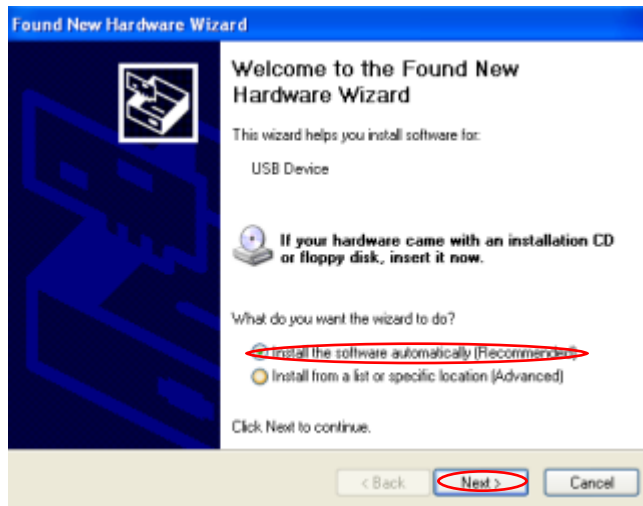 Found New Hardware Wizard
Welcome to the Found New
Hardware Wizard
This wizard helps you install software for:
USB Device
If your hardware came with an installation CD
or floppy disk, insert it now.
What do you want the wizard to do?
Install the software automatically (Recommended)
Install from a list or specific location (Advanced)
Click Next to continue.
< Back
Next >
Cancel